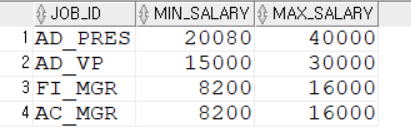 JOB_ID MIN_SALARY MAX_SALARY
1 AD_PRES 20080 40000
2 AD_VP 15000 30000
3 FI_MGR 8200 16000
4 AC_MGR 8200 16000